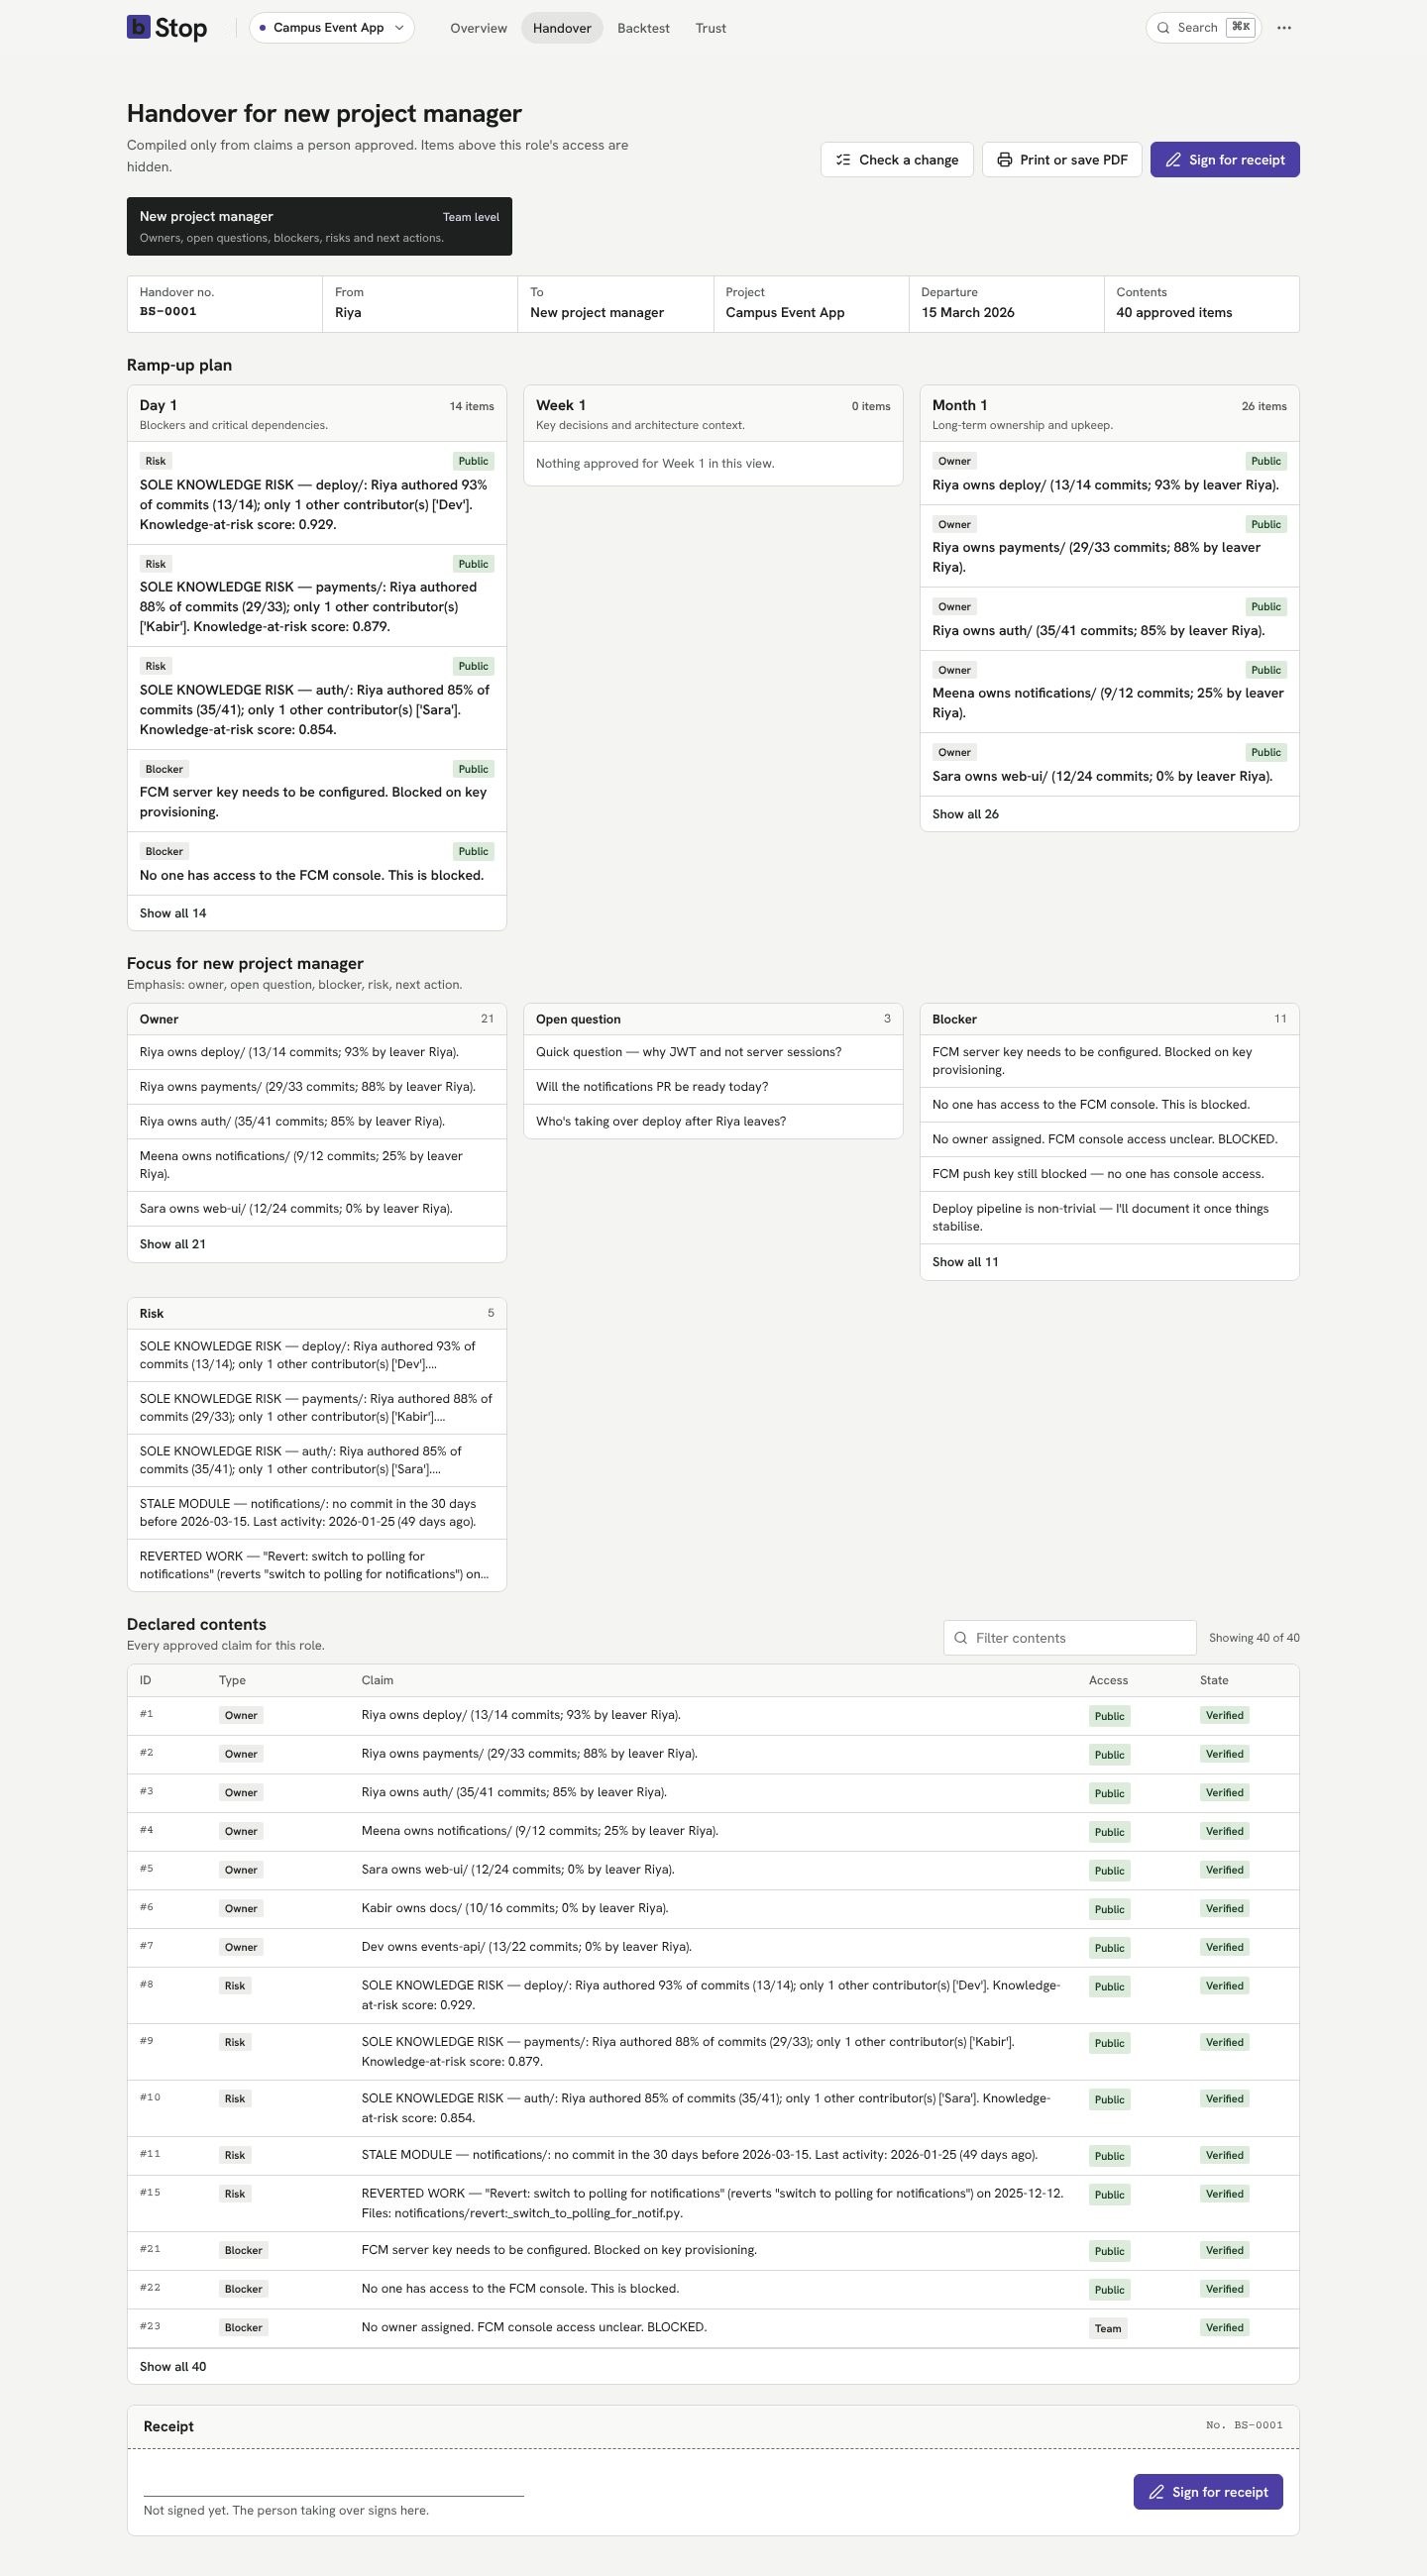 b Stop
Campus Event App
Overview
Handover
Backtest
Trust
Search ⌘K
Handover for new project manager
Compiled only from claims a person approved. Items above this role's access are
hidden.
Check a change
Print or save PDF
Sign for receipt
New project manager
Team level
Owners, open questions, blockers, risks and next actions.
Handover no.
BS-0001
From
Riya
To
New project manager
Project
Campus Event App
Departure
15 March 2026
Contents
40 approved items
Ramp-up plan
Day 1
14 items
Blockers and critical dependencies.
Risk
Public
SOLE KNOWLEDGE RISK — deploy/: Riya authored 93%
of commits (13/14); only 1 other contributor(s) ['Dev'].
Knowledge-at-risk score: 0.929.
Risk
Public
SOLE KNOWLEDGE RISK — payments/: Riya authored
88% of commits (29/33); only 1 other contributor(s)
['Kabir']. Knowledge-at-risk score: 0.879.
Risk
Public
SOLE KNOWLEDGE RISK — auth/: Riya authored 85% of
commits (35/41); only 1 other contributor(s) ['Sara'].
Knowledge-at-risk score: 0.854.
Blocker
Public
FCM server key needs to be configured. Blocked on key
provisioning.
Blocker
Public
No one has access to the FCM console. This is blocked.
Show all 14
Week 1
0 items
Key decisions and architecture context.
Nothing approved for Week 1 in this view.
Month 1
26 items
Long-term ownership and upkeep.
Owner
Public
Riya owns deploy/ (13/14 commits; 93% by leaver Riya).
Owner
Public
Riya owns payments/ (29/33 commits; 88% by leaver
Riya).
Owner
Public
Riya owns auth/ (35/41 commits; 85% by leaver Riya).
Owner
Public
Meena owns notifications/ (9/12 commits; 25% by leaver
Riya).
Owner
Public
Sara owns web-ui/ (12/24 commits; 0% by leaver Riya).
Show all 26
Focus for new project manager
Emphasis: owner, open question, blocker, risk, next action.
Owner
21
Riya owns deploy/ (13/14 commits; 93% by leaver Riya).
Riya owns payments/ (29/33 commits; 88% by leaver Riya).
Riya owns auth/ (35/41 commits; 85% by leaver Riya).
Meena owns notifications/ (9/12 commits; 25% by leaver
Riya).
Sara owns web-ui/ (12/24 commits; 0% by leaver Riya).
Show all 21
Open question
3
Quick question — why JWT and not server sessions?
Will the notifications PR be ready today?
Who's taking over deploy after Riya leaves?
Blocker
11
FCM server key needs to be configured. Blocked on key
provisioning.
No one has access to the FCM console. This is blocked.
No owner assigned. FCM console access unclear. BLOCKED.
FCM push key still blocked — no one has console access.
Deploy pipeline is non-trivial — I'll document it once things
stabilise.
Show all 11
Risk
5
SOLE KNOWLEDGE RISK — deploy/: Riya authored 93% of
commits (13/14); only 1 other contributor(s) ['Dev']....
SOLE KNOWLEDGE RISK — payments/: Riya authored 88% of
commits (29/33); only 1 other contributor(s) ['Kabir']....
SOLE KNOWLEDGE RISK — auth/: Riya authored 85% of
commits (35/41); only 1 other contributor(s) ['Sara']....
STALE MODULE — notifications/: no commit in the 30 days
before 2026-03-15. Last activity: 2026-01-25 (49 days ago).
REVERTED WORK — "Revert: switch to polling for
notifications" (reverts "switch to polling for notifications") on...
Declared contents
Every approved claim for this role.
Filter contents
Showing 40 of 40
ID Type Claim Access State
#1 Owner Riya owns deploy/ (13/14 commits; 93% by leaver Riya). Public Verified
#2 Owner Riya owns payments/ (29/33 commits; 88% by leaver Riya). Public Verified
#3 Owner Riya owns auth/ (35/41 commits; 85% by leaver Riya). Public Verified
#4 Owner Meena owns notifications/ (9/12 commits; 25% by leaver Riya). Public Verified
#5 Owner Sara owns web-ui/ (12/24 commits; 0% by leaver Riya). Public Verified
#6 Owner Kabir owns docs/ (10/16 commits; 0% by leaver Riya). Public Verified
#7 Owner Dev owns events-api/ (13/22 commits; 0% by leaver Riya). Public Verified
#8 Risk SOLE KNOWLEDGE RISK — deploy/: Riya authored 93% of commits (13/14); only 1 other contributor(s) ['Dev']. Knowledge- Public Verified
at-risk score: 0.929.
#9 Risk SOLE KNOWLEDGE RISK — payments/: Riya authored 88% of commits (29/33); only 1 other contributor(s) ['Kabir']. Public Verified
Knowledge-at-risk score: 0.879.
#10 Risk SOLE KNOWLEDGE RISK — auth/: Riya authored 85% of commits (35/41); only 1 other contributor(s) ['Sara']. Knowledge- Public Verified
at-risk score: 0.854.
#11 Risk STALE MODULE — notifications/: no commit in the 30 days before 2026-03-15. Last activity: 2026-01-25 (49 days ago). Public Verified
#15 Risk REVERTED WORK — "Revert: switch to polling for notifications" (reverts "switch to polling for notifications") on 2025-12-12. Public Verified
Files: notifications/revert:_switch_to_polling_for_notif.py.
#21 Blocker FCM server key needs to be configured. Blocked on key provisioning. Public Verified
#22 Blocker No one has access to the FCM console. This is blocked. Public Verified
#23 Blocker No owner assigned. FCM console access unclear. BLOCKED. Team Verified
Show all 40
Receipt
No. BS-0001
Not signed yet. The person taking over signs here.
Sign for receipt